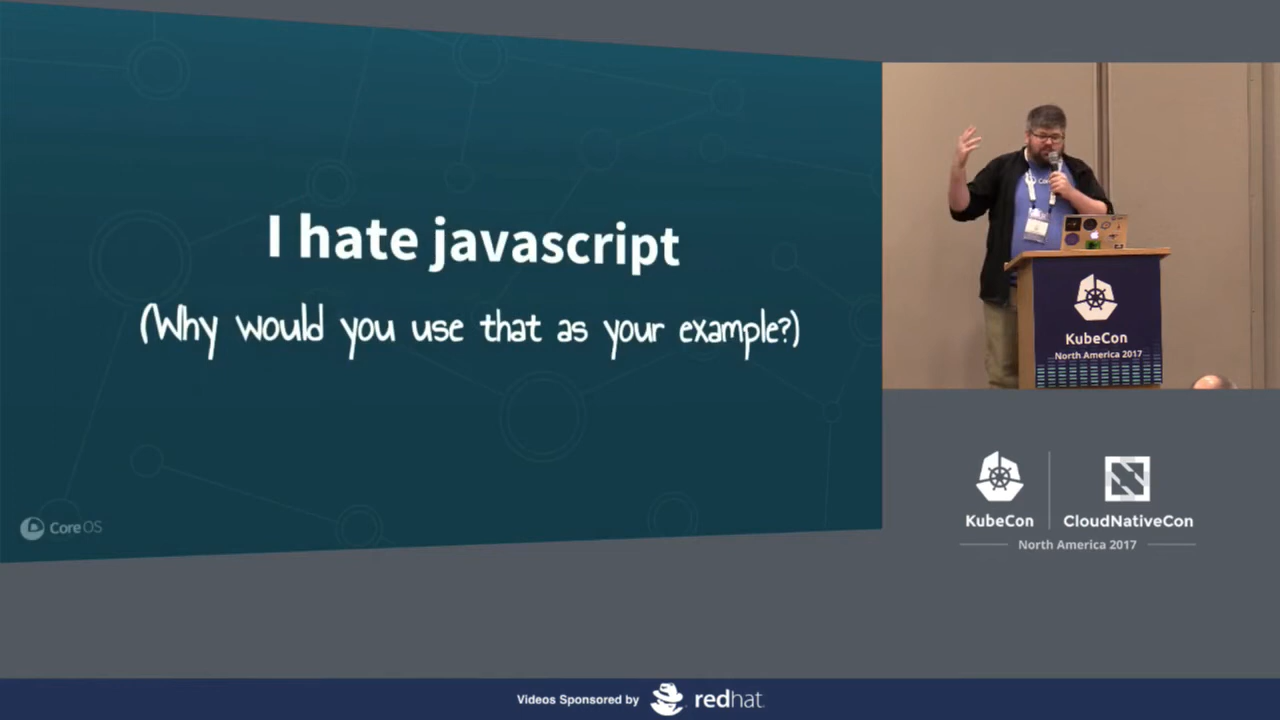 I hate javascript
(Why would you use that as your example?)
CoreOS
KubeCon
North America 2017
KubeCon
CloudNativeCon
North America 2017
Videos Sponsored by
redhat.